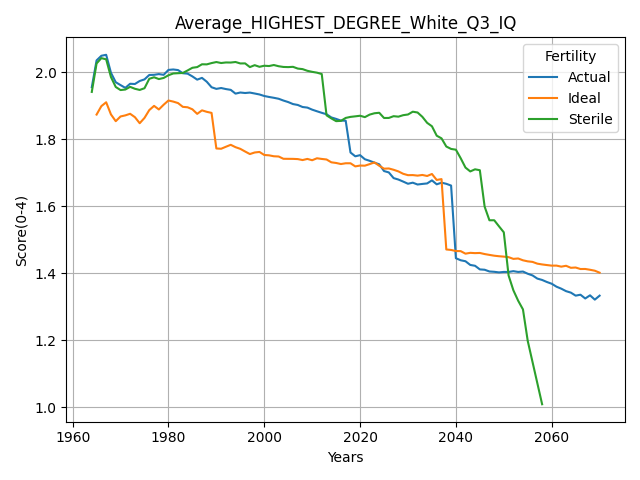 Average_HIGHEST_DEGREE_White_Q3_IQ
Fertility
Actual
Ideal
Sterile
Score(0-4)
2.0
1.8
1.6
1.4
1.2
1.0
1960 1980 2000 2020 2040 2060
Years